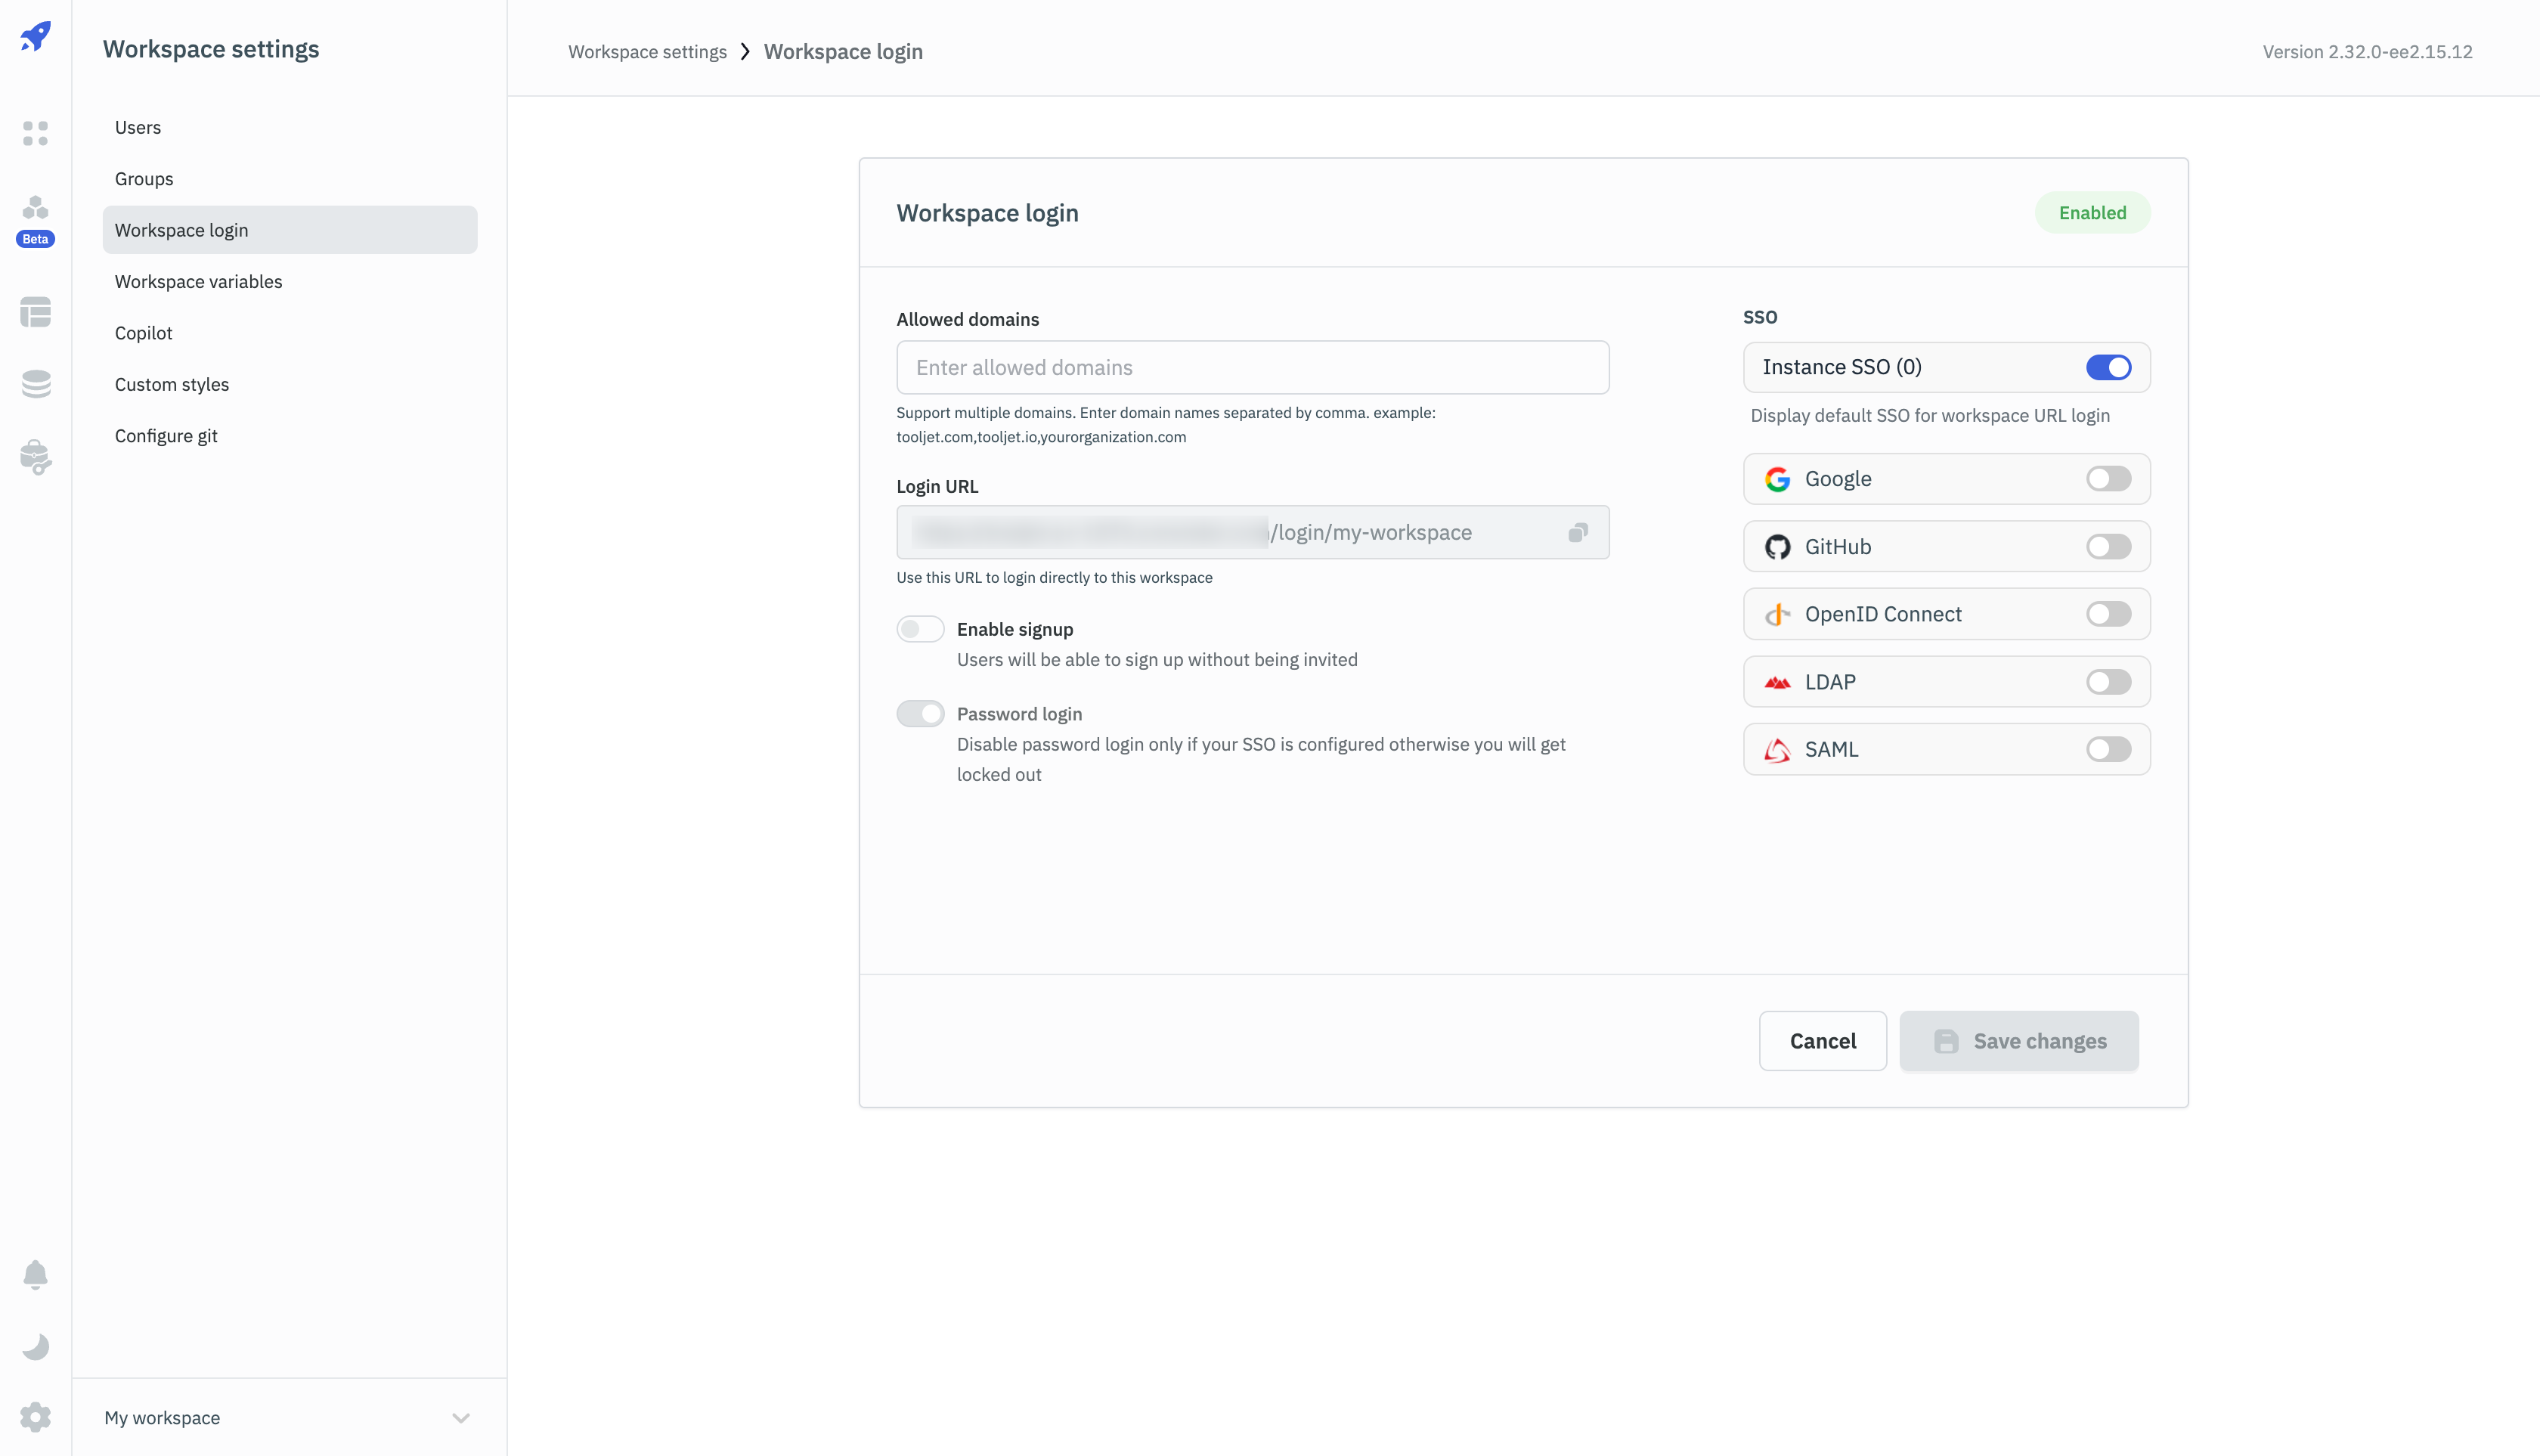 Workspace settings
Beta
Users
Groups
Workspace login
Workspace variables
Copilot
Custom styles
Configure git
My workspace
Workspace settings
Workspace login
Version 2.32.0-ee2.15.12
Workspace login
Enabled
Allowed domains
Enter allowed domains
Support multiple domains. Enter domain names separated by comma. example:
tooljet.com,tooljet.io,yourorganization.com
Login URL
/login/my-workspace
Use this URL to login directly to this workspace
Enable signup
Users will be able to sign up without being invited
Password login
Disable password login only if your SSO is configured otherwise you will get
locked out
SSO
Instance SSO (0)
Display default SSO for workspace URL login
Google
GitHub
OpenID Connect
LDAP
SAML
Cancel
Save changes